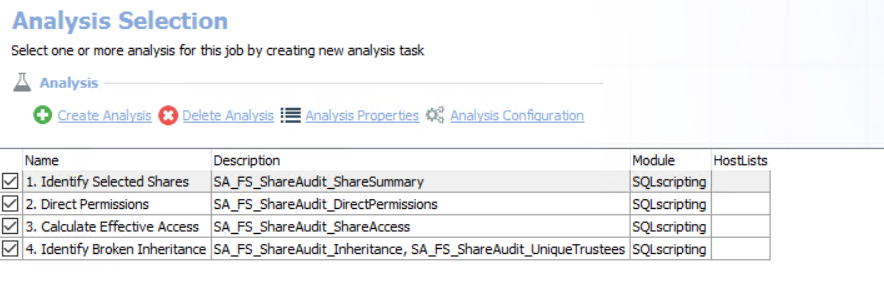 Analysis Selection
Select one or more analysis for this job by creating new analysis task
Analysis
Create Analysis Delete Analysis Analysis Properties Analysis Configuration
Name Description Module HostLists
1. Identify Selected Shares SA_FS_ShareAudit_ShareSummary SQLscripting
2. Direct Permissions SA_FS_ShareAudit_DirectPermissions SQLscripting
3. Calculate Effective Access SA_FS_ShareAudit_ShareAccess SQLscripting
4. Identify Broken Inheritance SA_FS_ShareAudit_Inheritance, SA_FS_ShareAudit_UniqueTrustees SQLscripting